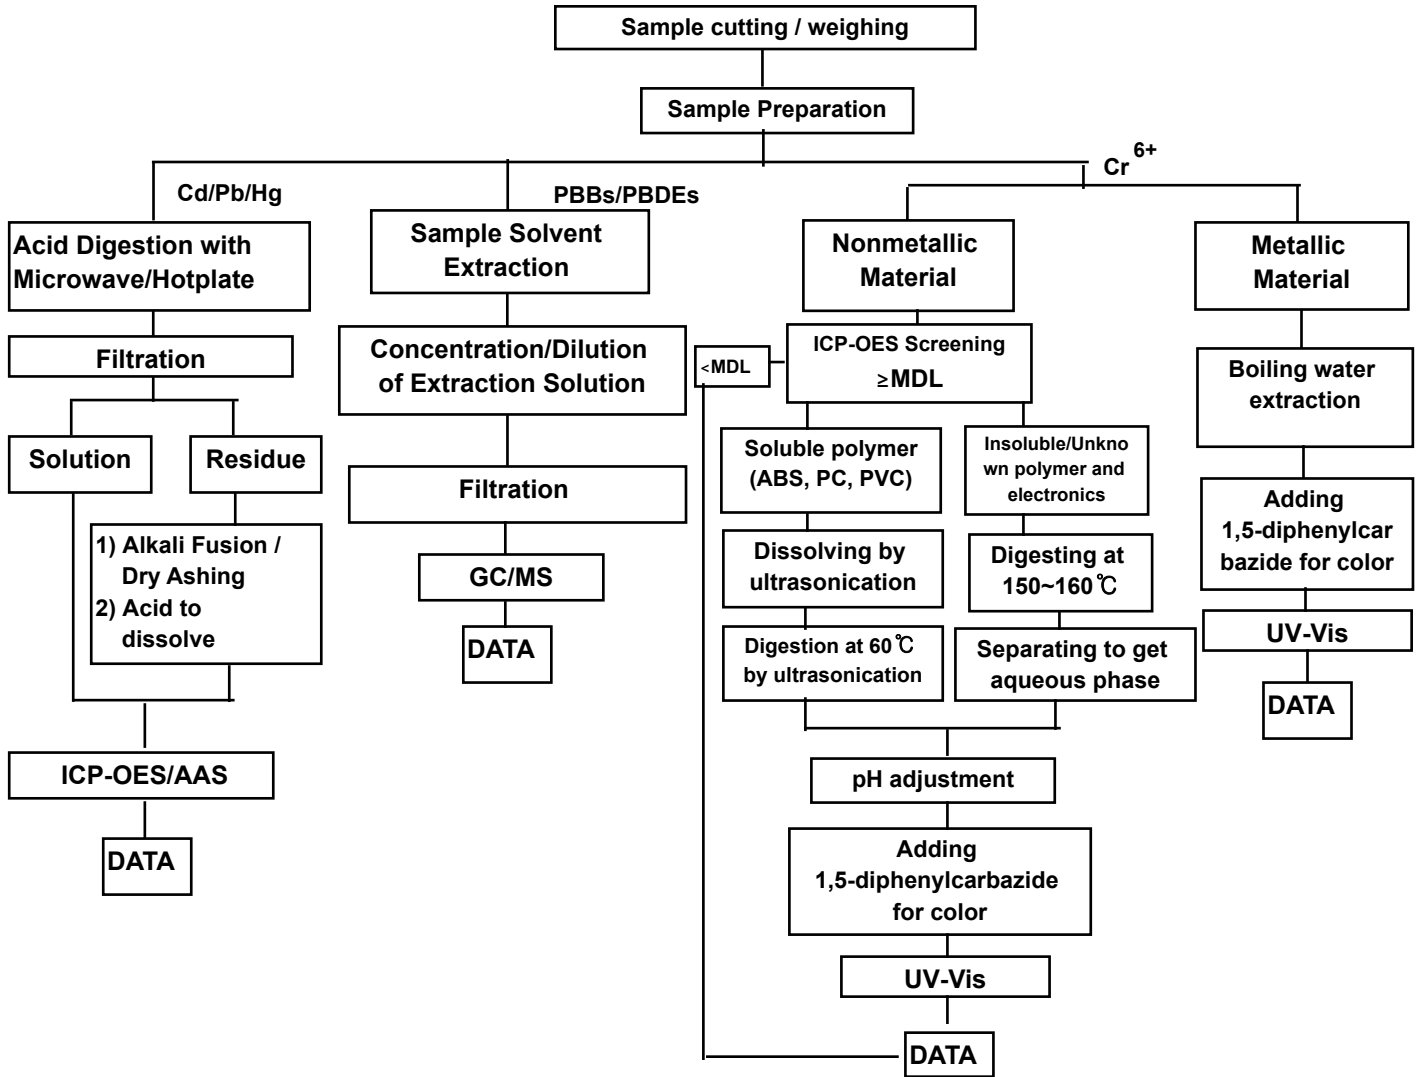 Sample cutting / weighing
Sample Preparation
Cr 6+
Cd/Pb/Hg
PBBs/PBDEs
Acid Digestion with
Microwave/Hotplate
Filtration
Solution
Residue
1) Alkali Fusion /
Dry Ashing
2) Acid to
dissolve
ICP-OES/AAS
DATA
Sample Solvent
Extraction
Concentration/Dilution
of Extraction Solution
Filtration
GC/MS
DATA
Nonmetallic
Material
<MDL
ICP-OES Screening
≥MDL
Soluble polymer
(ABS, PC, PVC)
Dissolving by
ultrasonication
Digestion at 60℃
by ultrasonication
Insoluble/Unkno
wn polymer and
electronics
Digesting at
150~160℃
Separating to get
aqueous phase
pH adjustment
Adding
1,5-diphenylcarbazide
for color
UV-Vis
DATA
Metallic
Material
Boiling water
extraction
Adding
1,5-diphenylcar
bazide for color
UV-Vis
DATA